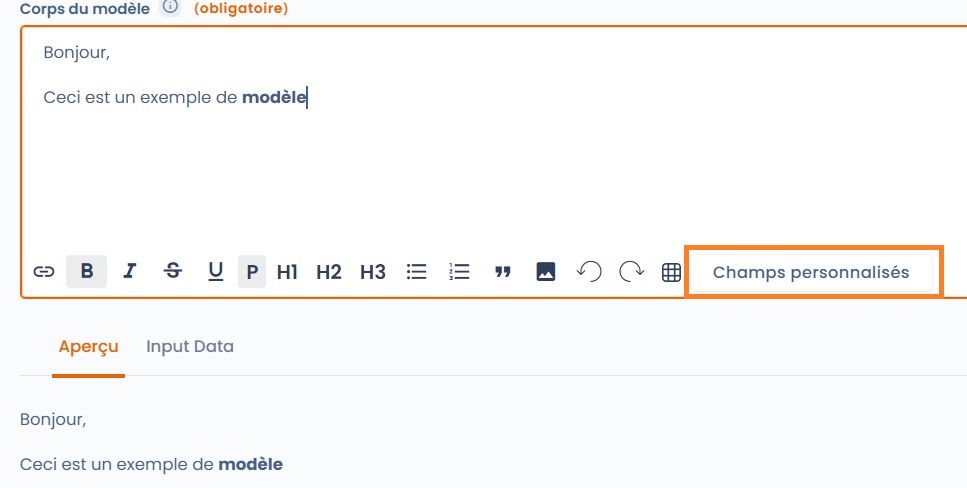 Corps du modèle (obligatoire)
Bonjour,
Ceci est un exemple de modèle
B I S U P H1 H2 H3 Champs personnalisés
Aperçu Input Data
Bonjour,
Ceci est un exemple de modèle